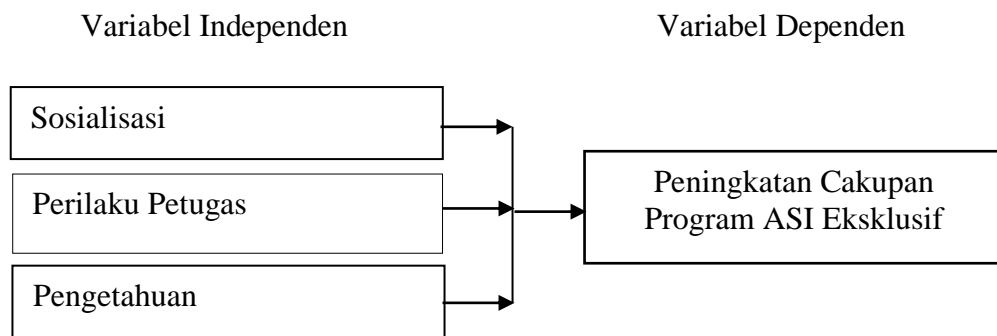 Variabel Independen
Variabel Dependen
Sosialisasi
Perilaku Petugas
Pengetahuan
Peningkatan Cakupan
Program ASI Eksklusif